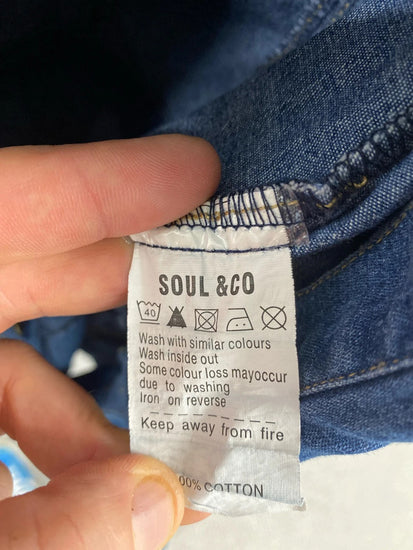 SOUL &CO
40
Wash with similar colours
Wash inside out
Some colour loss mayoccur
due to washing
Iron on reverse
Keep away from fire
00% COTTON